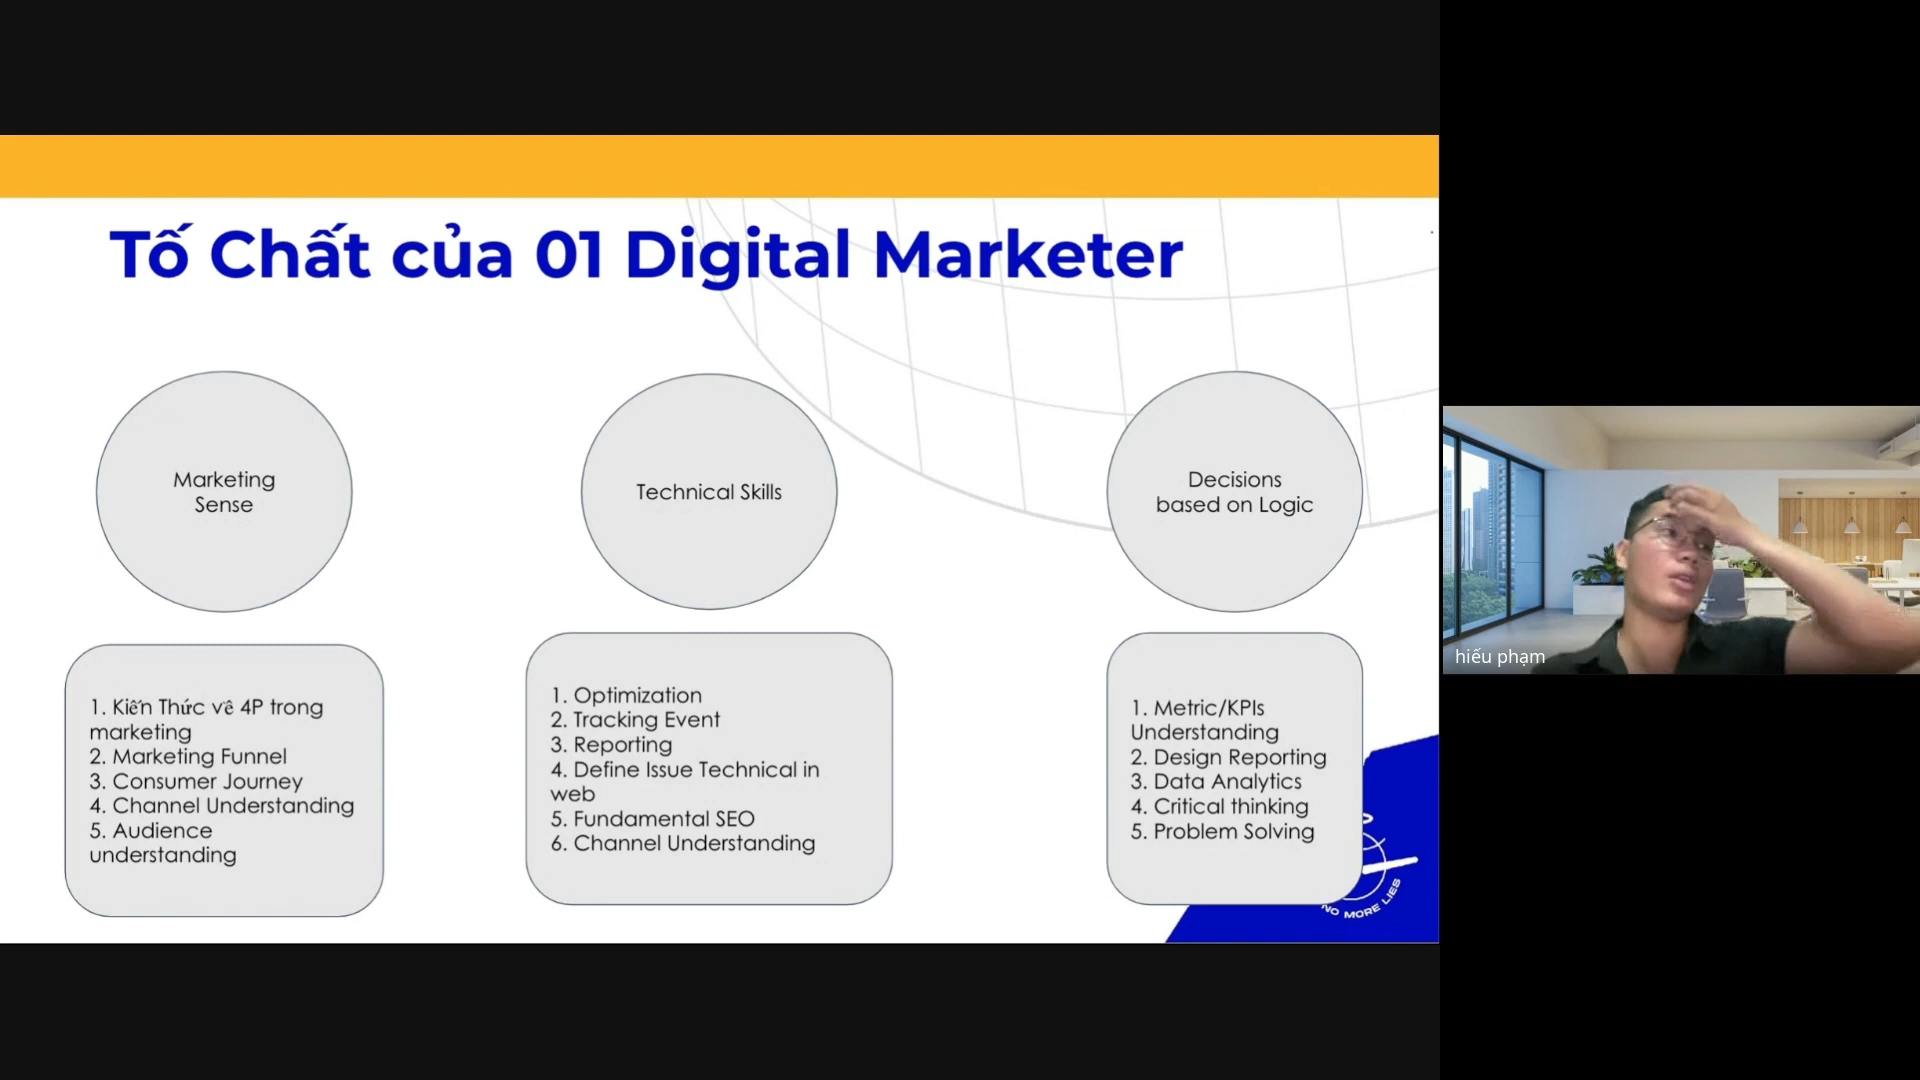 Tố Chất của 01 Digital Marketer
Marketing
Sense
Technical Skills
Decisions
based on Logic
1. Kiến Thức về 4P trong
marketing
2. Marketing Funnel
3. Consumer Journey
4. Channel Understanding
5. Audience
understanding
1. Optimization
2. Tracking Event
3. Reporting
4. Define Issue Technical in
web
5. Fundamental SEO
6. Channel Understanding
1. Metric/KPIs
Understanding
2. Design Reporting
3. Data Analytics
4. Critical thinking
5. Problem Solving
NO MORE LIES
hiếu phạm